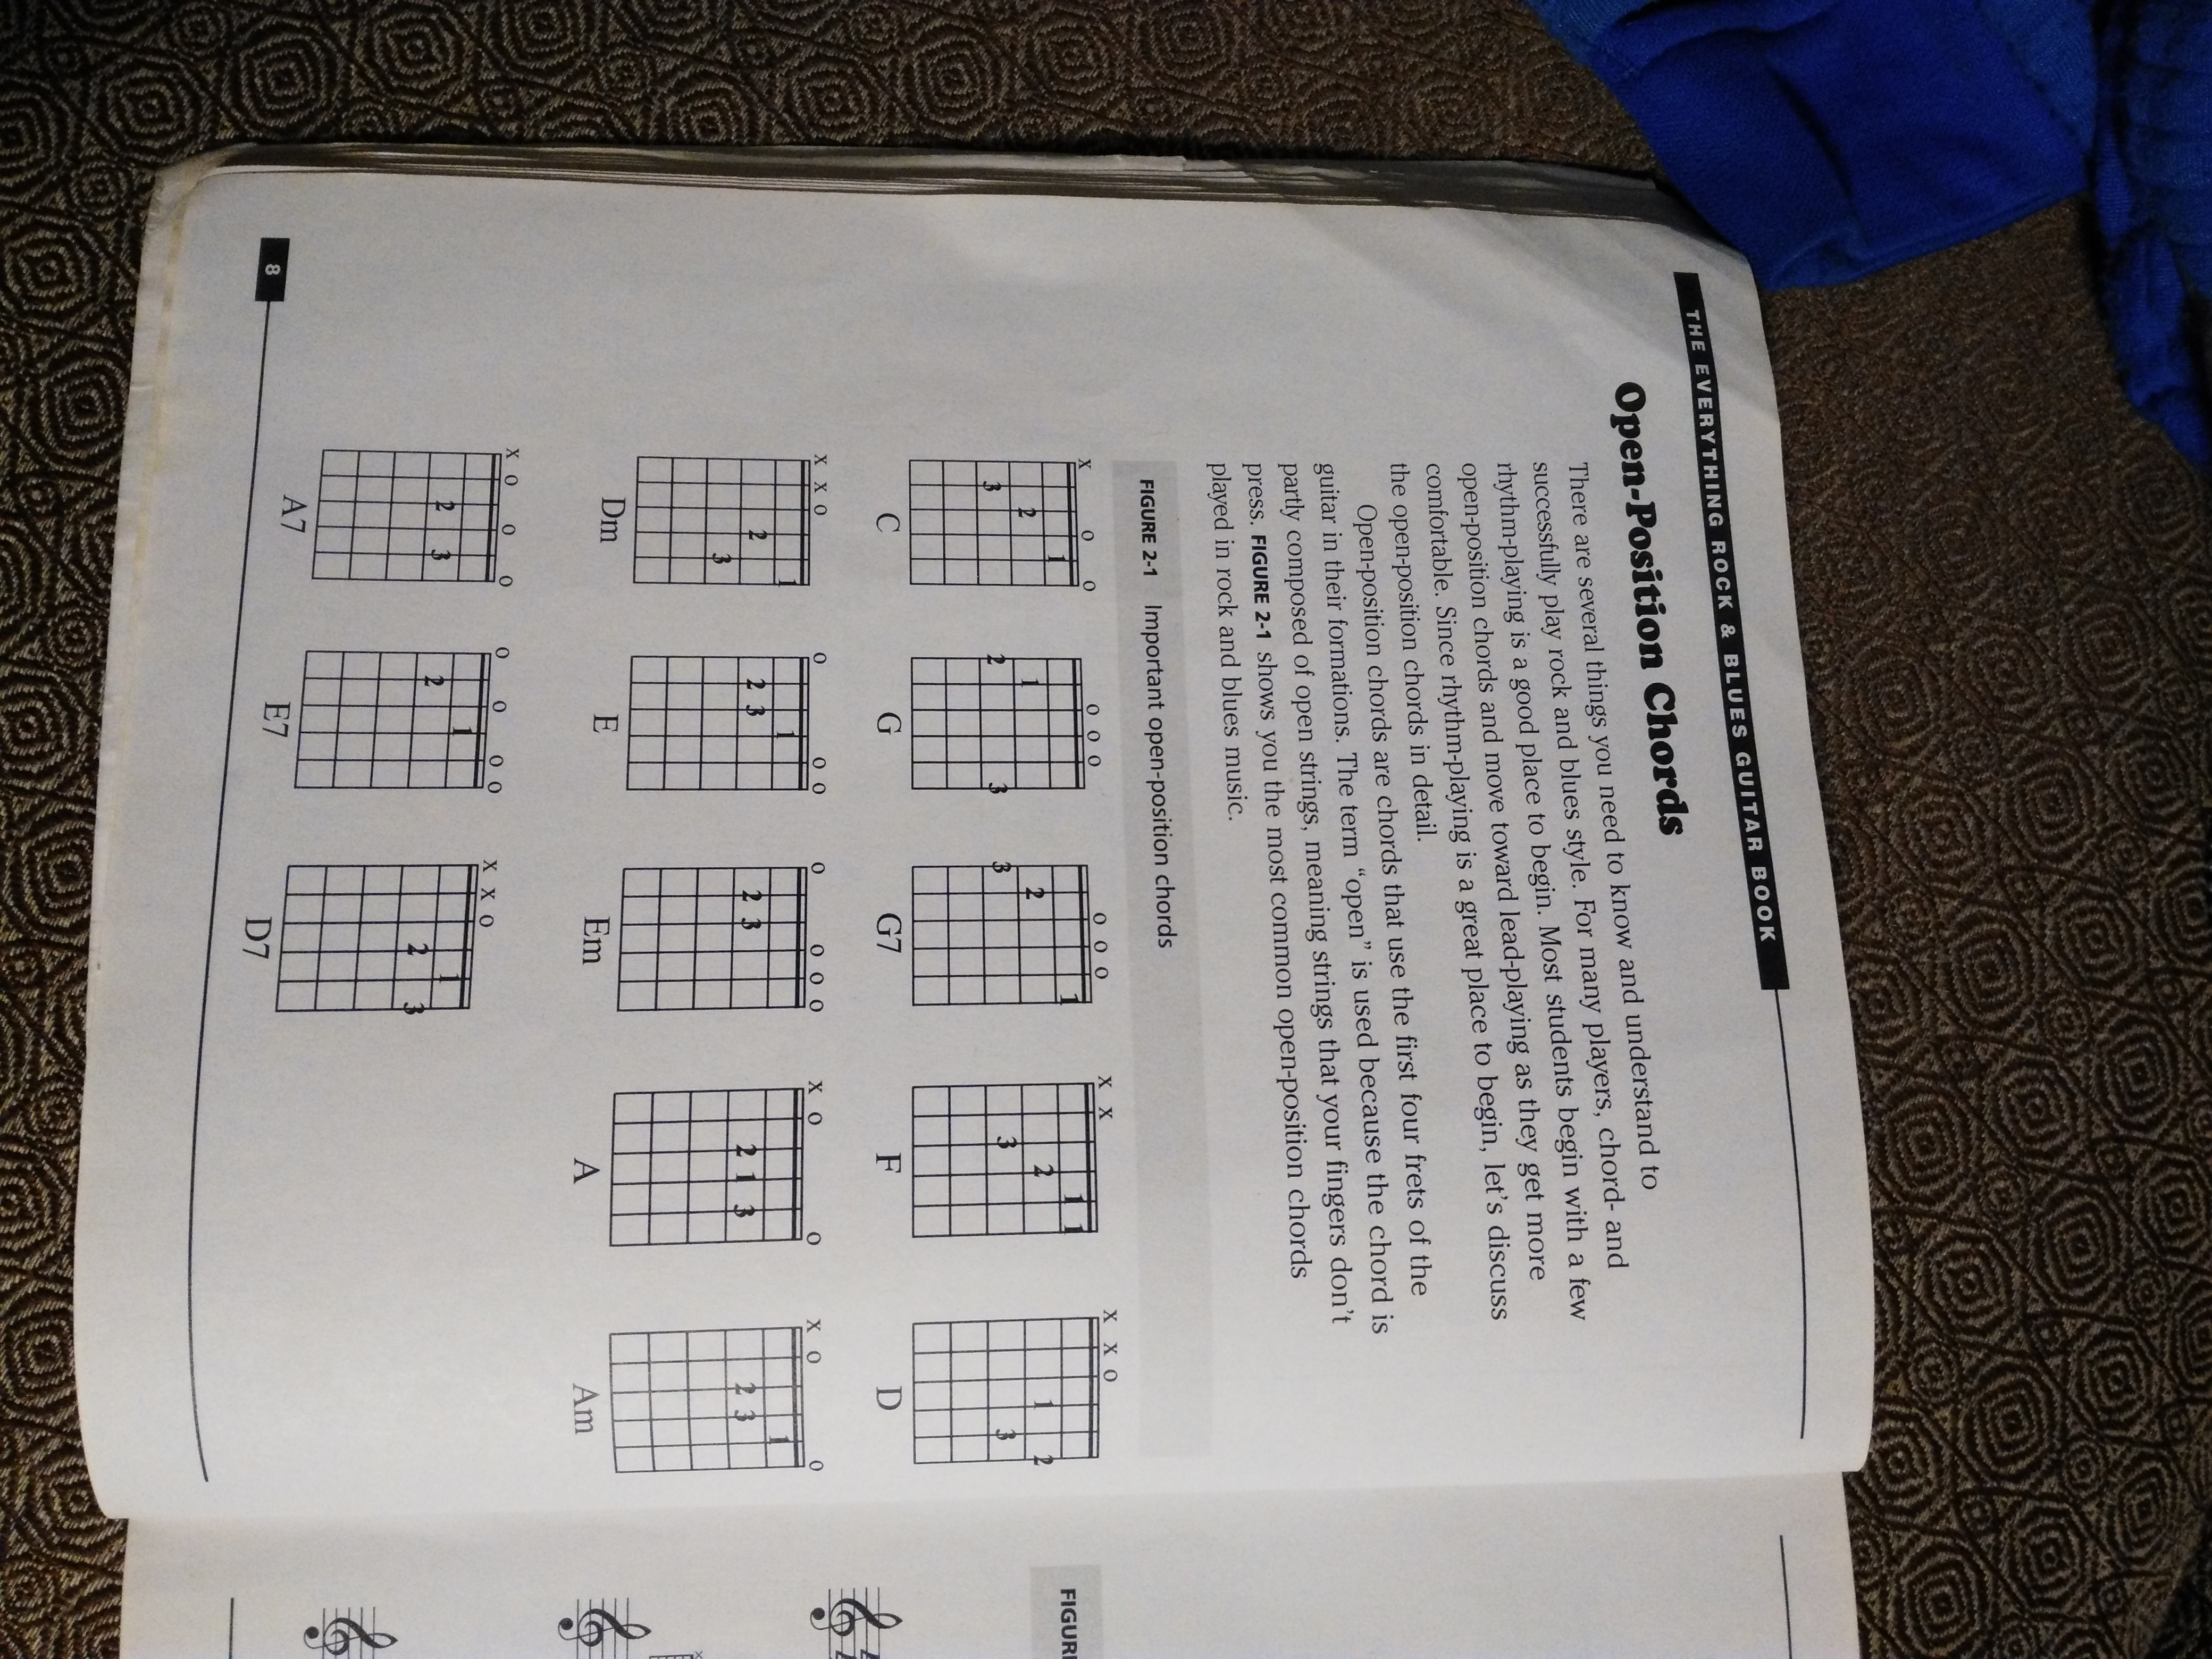 THE EVERYTHING ROCK & BLUES GUITAR BOOK
Open-Position Chords
There are several things you need to know and understand to
successfully play rock and blues style. For many players, chord- and
rhythm-playing is a good place to begin. Most students begin with a few
open-position chords and move toward lead-playing as they get more
comfortable. Since rhythm-playing is a great place to begin, let's discuss
the open-position chords in detail.
Open-position chords are chords that use the first four frets of the
guitar in their formations. The term “open” is used because the chord is
partly composed of open strings, meaning strings that your fingers don't
press. FIGURE 2-1 shows you the most common open-position chords
played in rock and blues music.
FIGURE 2-1 Important open-position chords
x o o
1
2
3
C
o o o
1
2 3
G
o o o
1
2
3
G7
x x
1 1
2
3
F
x x o
1 2
3
D
x x o
1
2
3
Dm
o o o
1
2 3
E
o o o o
2 3
Em
x o o
2 1 3
A
x o o
1
2 3
Am
x o o o
2 3
A7
o o o o
1
2
E7
x x o
1
2 3
D7
8